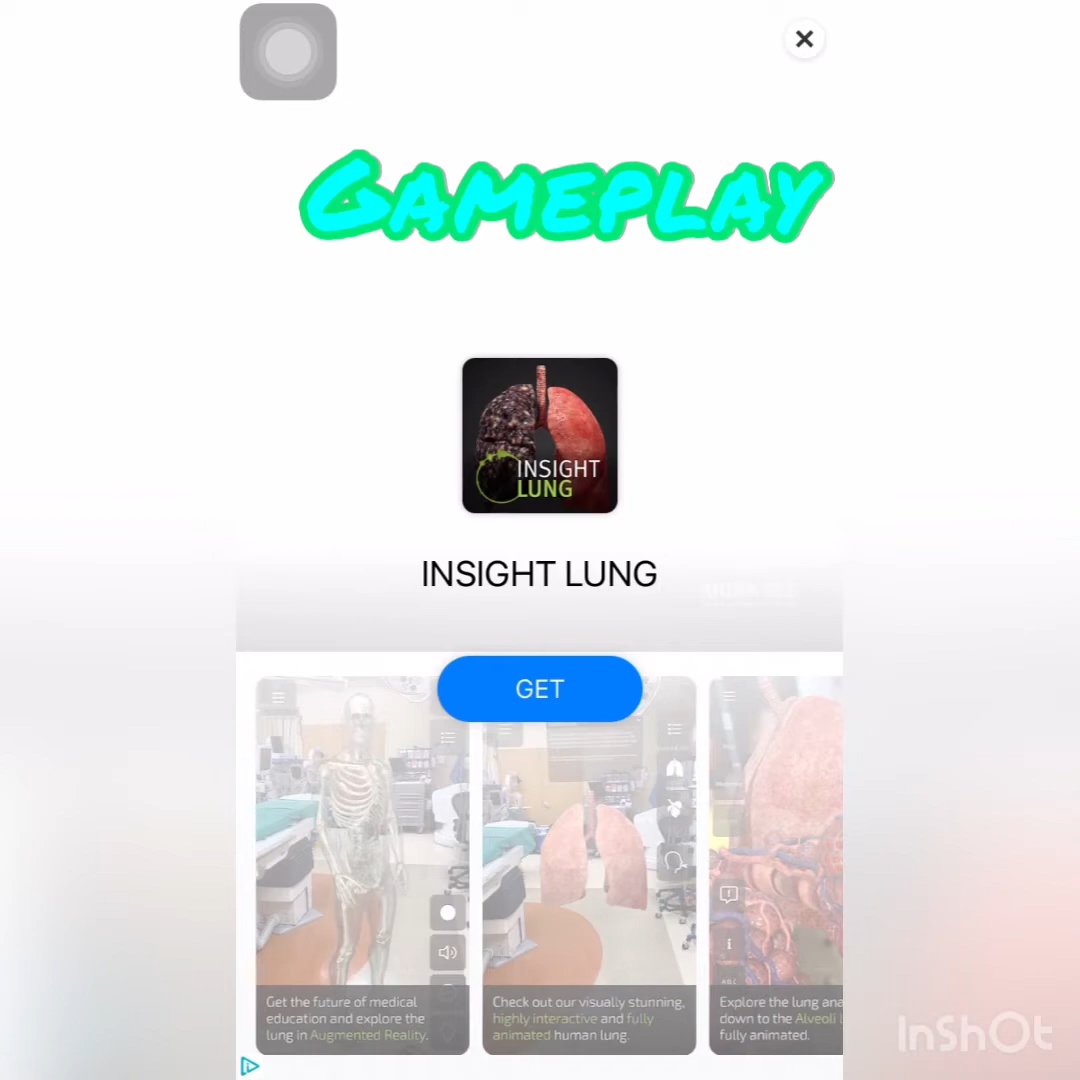 GAMEPLAY
INSIGHT
LUNG
INSIGHT LUNG
GET
Get the future of medical
education and explore the
lung in Augmented Reality.
Check out our visually stunning,
highly interactive and fully
animated human lung.
Explore the lung ana
down to the Alveoli
fully animated.
InShOt